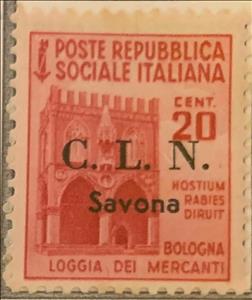 POSTE REPUBBLICA
SOCIALE ITALIANA
CENT.
20
C. L. N.
Savona
HOSTIUM
RABIES
DIRUIT
BOLOGNA
LOGGIA DEI MERCANTI